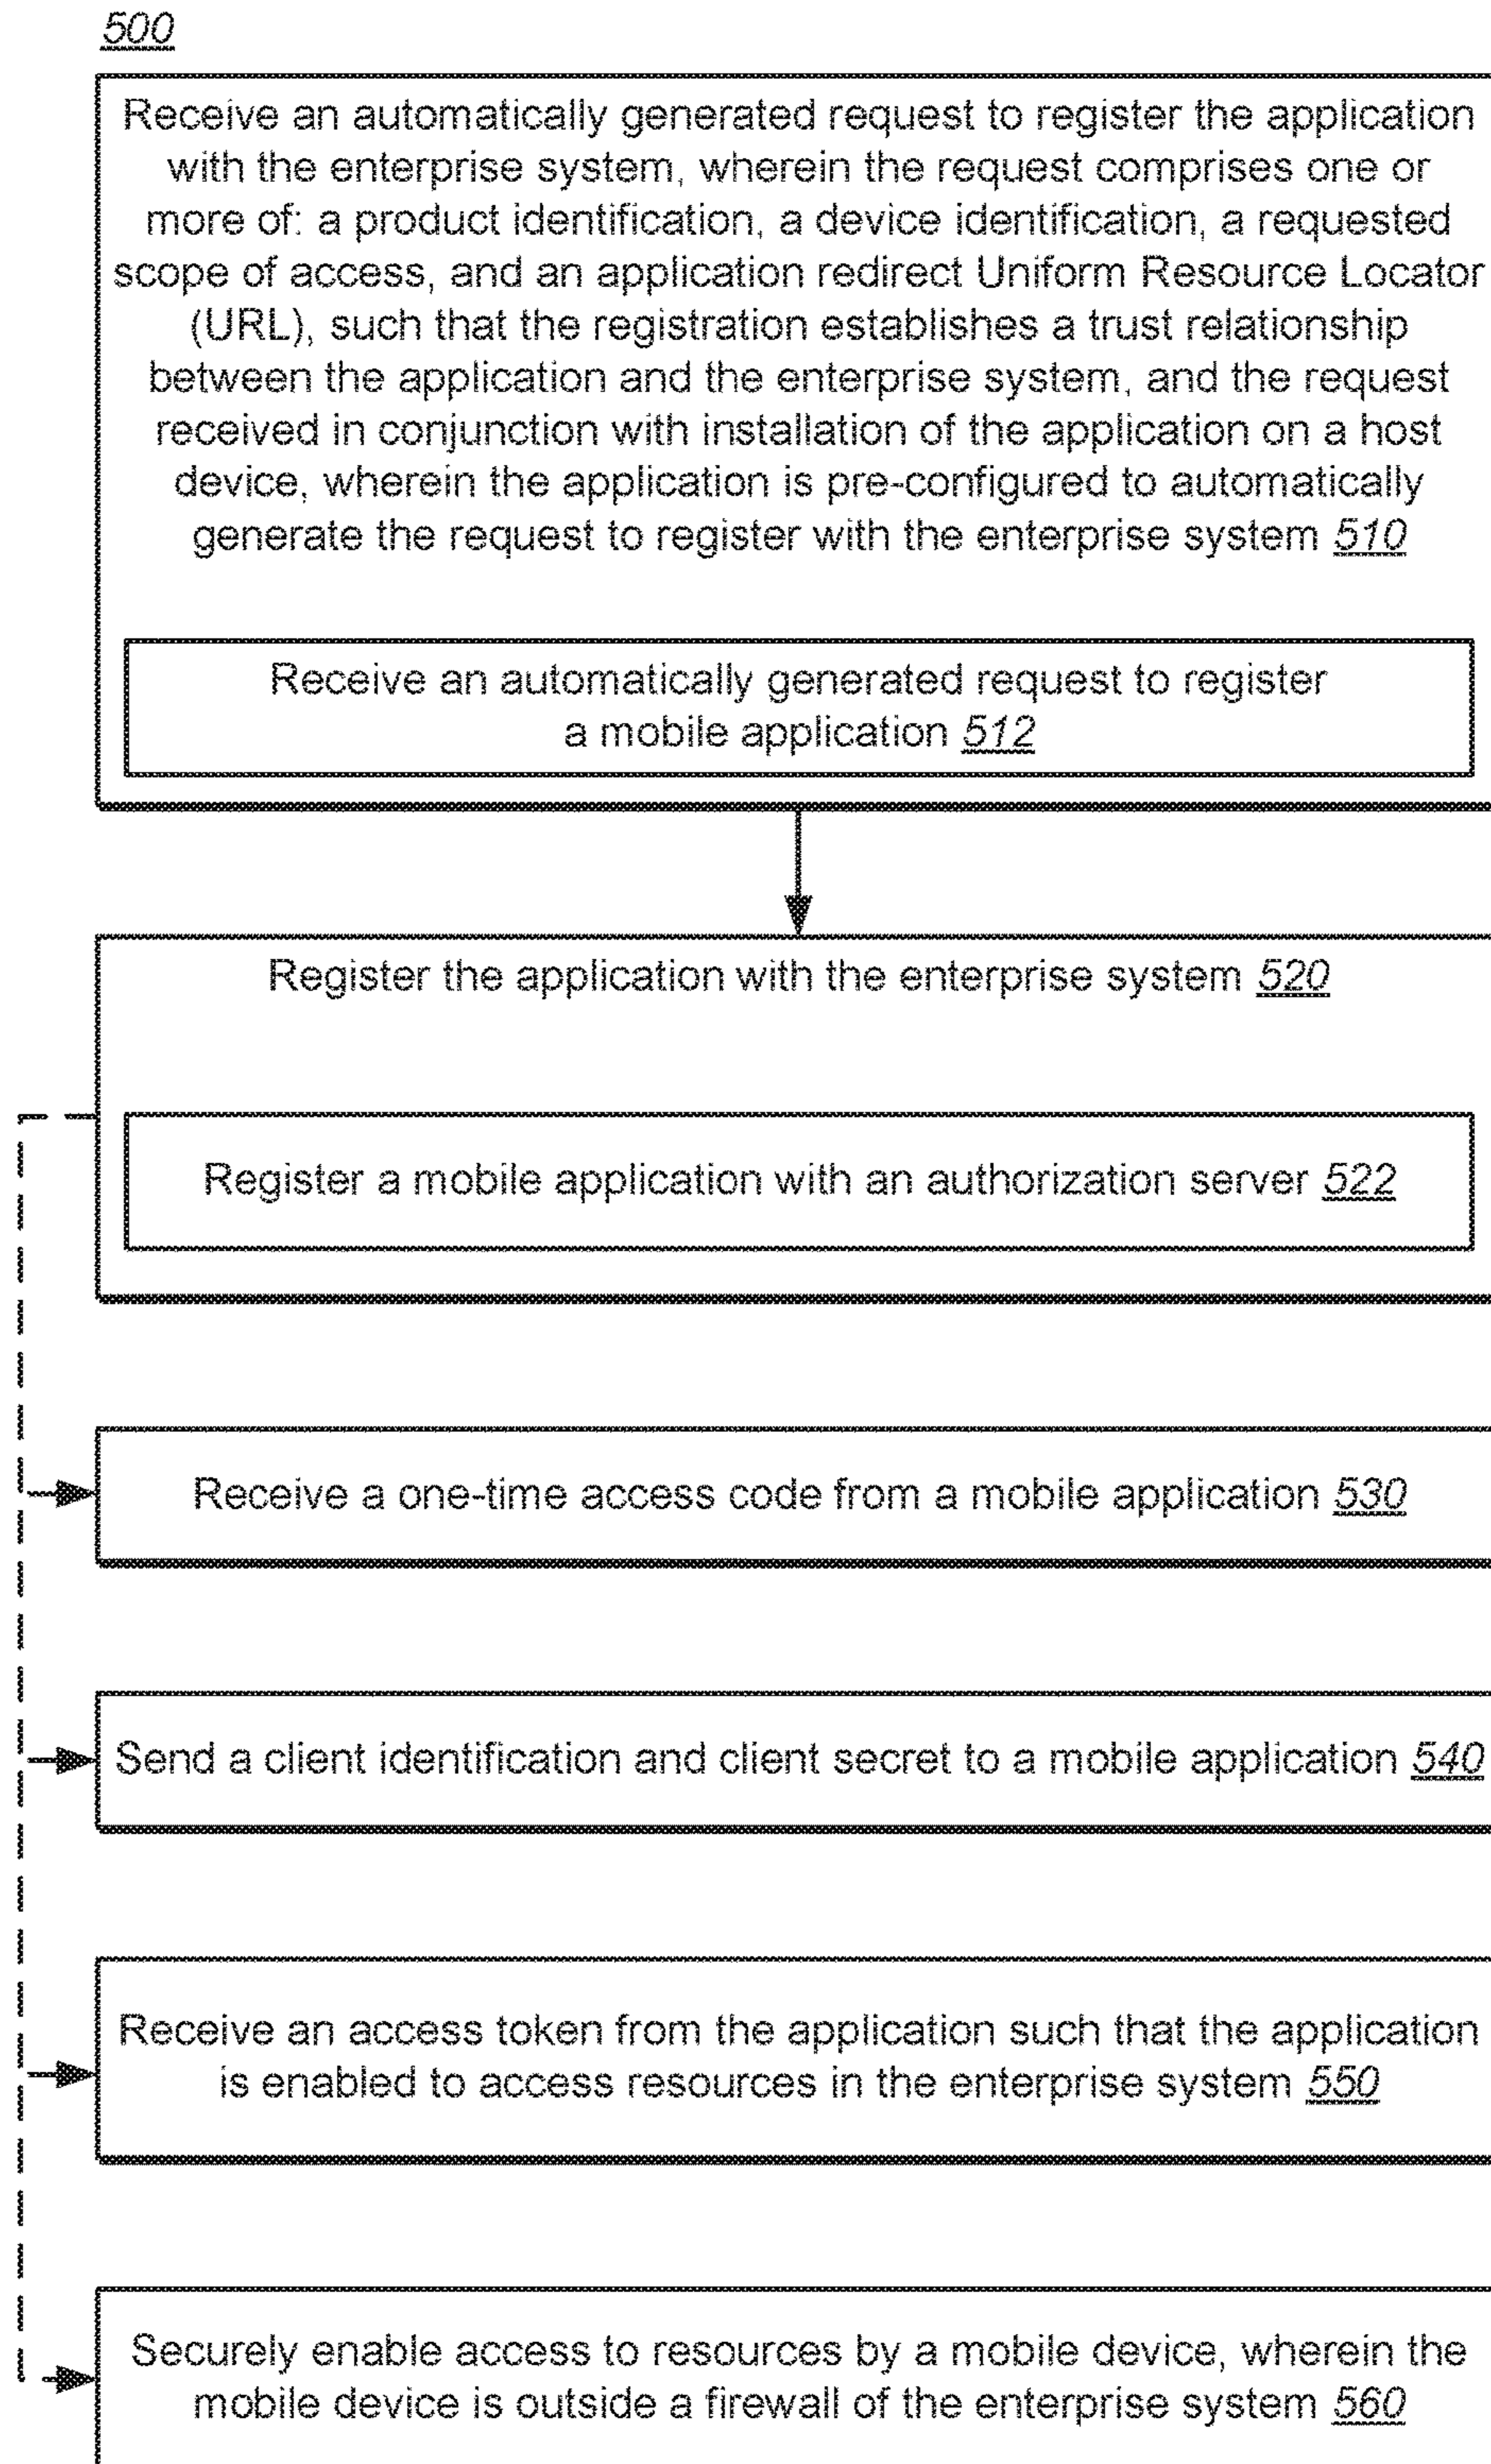 500
Receive an automatically generated request to register the application
with the enterprise system, wherein the request comprises one or
more of: a product identification, a device identification, a requested
scope of access, and an application redirect Uniform Resource Locator
(URL), such that the registration establishes a trust relationship
between the application and the enterprise system, and the request
received in conjunction with installation of the application on a host
device, wherein the application is pre-configured to automatically
generate the request to register with the enterprise system 510
Receive an automatically generated request to register
a mobile application 512
Register the application with the enterprise system 520
Register a mobile application with an authorization server 522
Receive a one-time access code from a mobile application 530
Send a client identification and client secret to a mobile application 540
Receive an access token from the application such that the application
is enabled to access resources in the enterprise system 550
Securely enable access to resources by a mobile device, wherein the
mobile device is outside a firewall of the enterprise system 560